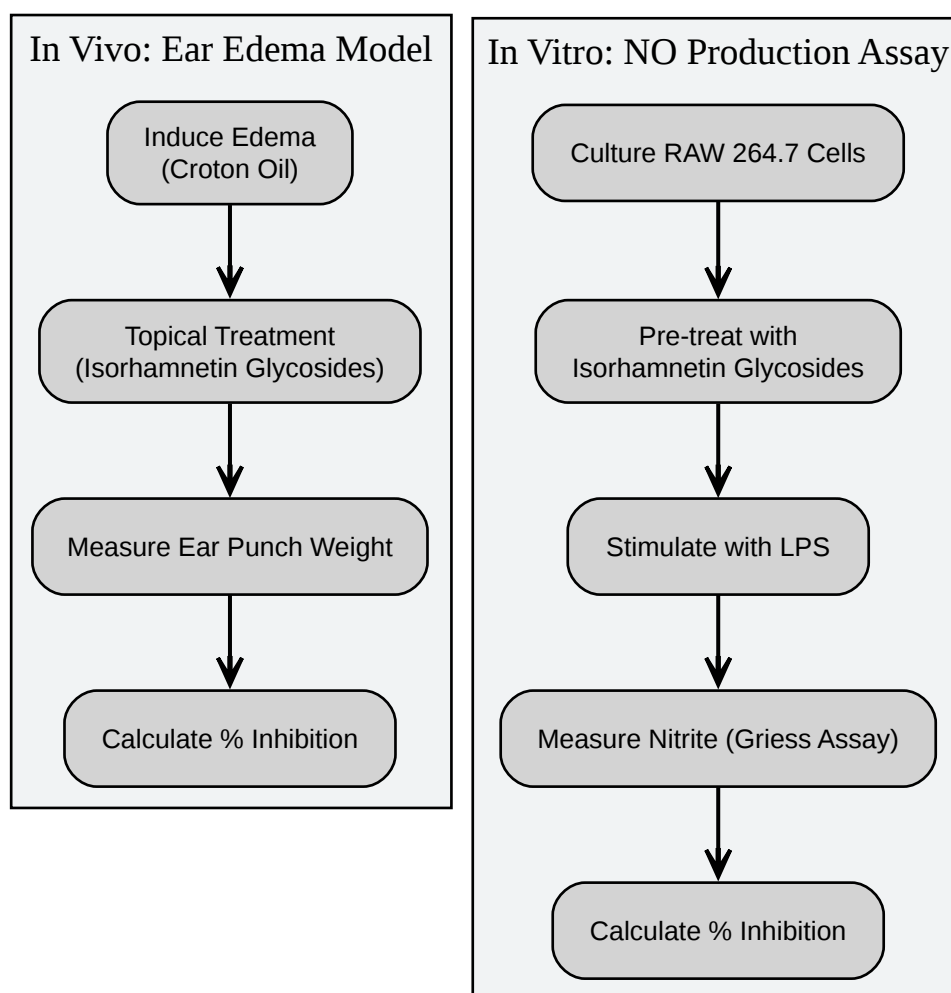 In Vivo: Ear Edema Model
Induce Edema
(Croton Oil)
Topical Treatment
(Isorhamnetin Glycosides)
Measure Ear Punch Weight
Calculate % Inhibition
In Vitro: NO Production Assay
Culture RAW 264.7 Cells
Pre-treat with
Isorhamnetin Glycosides
Stimulate with LPS
Measure Nitrite (Griess Assay)
Calculate % Inhibition